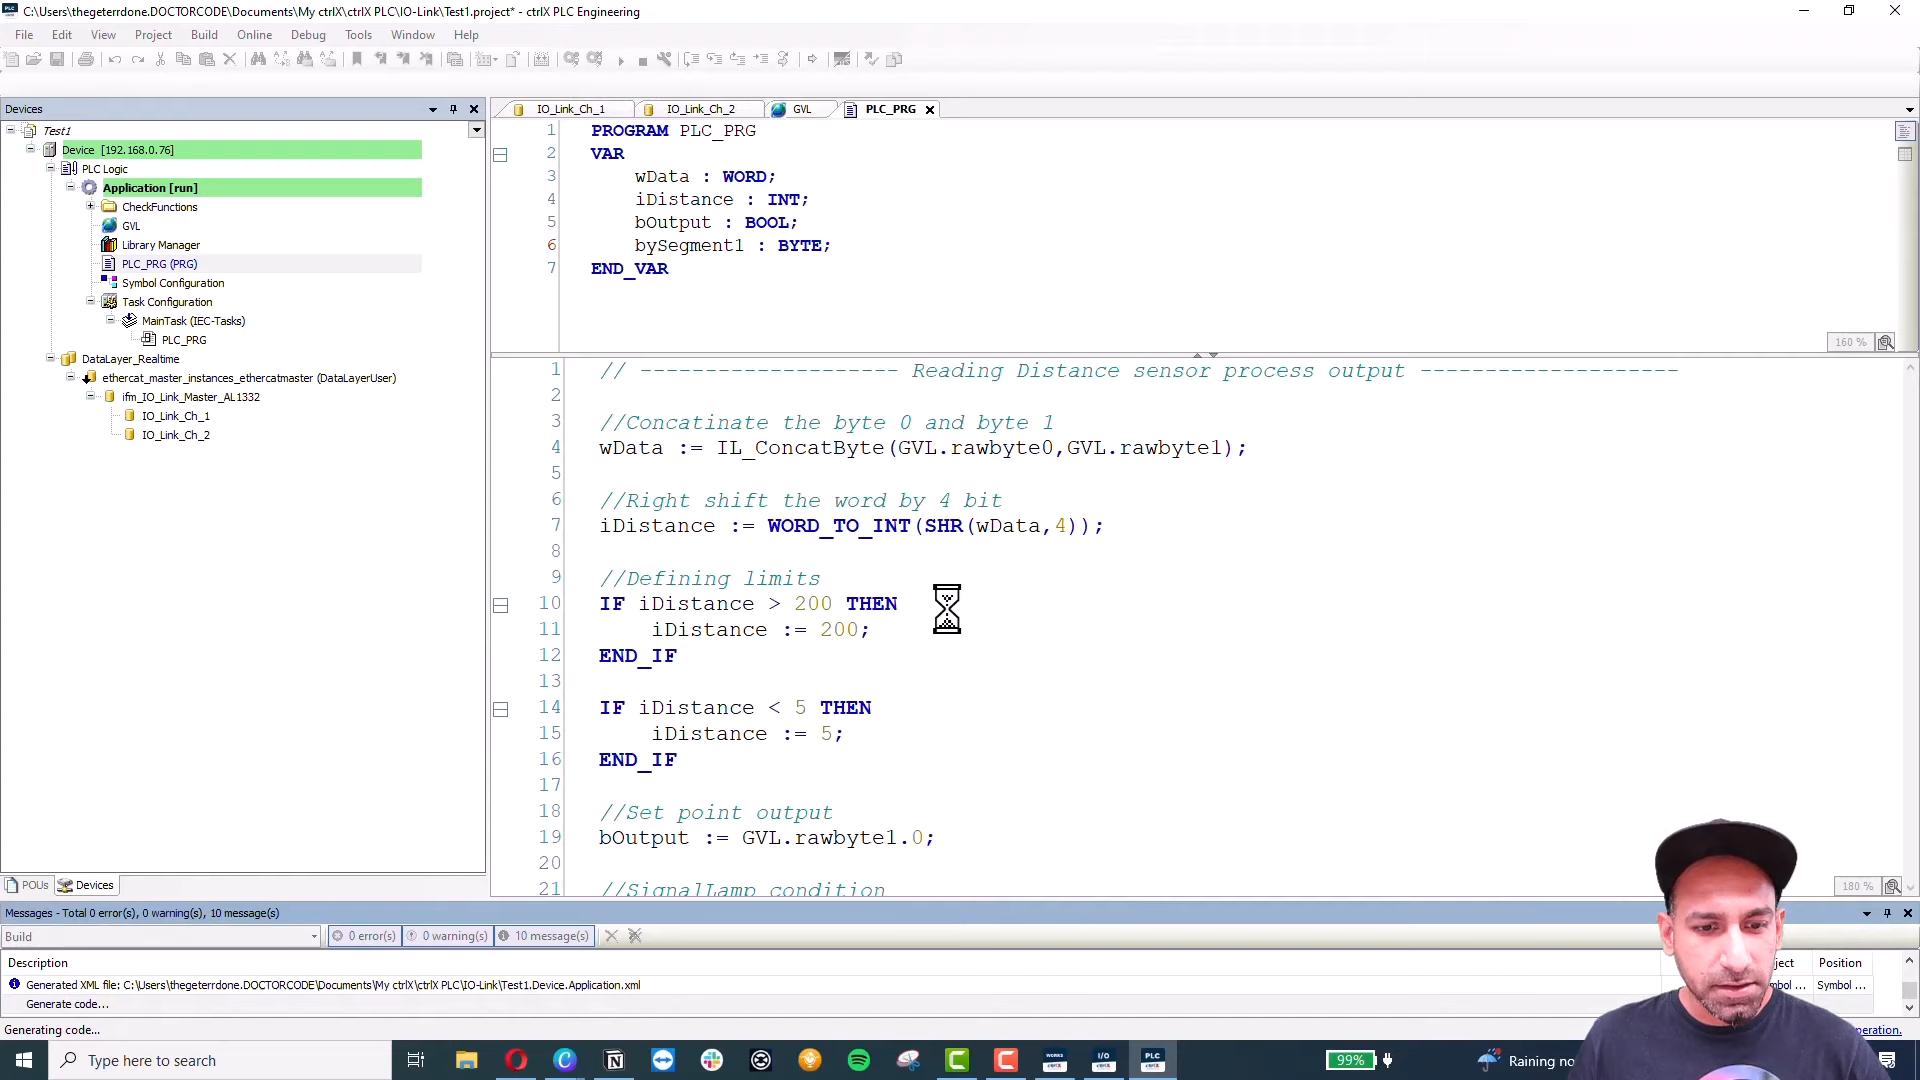 C:\Users\thegeterrdone.DOCTORCODE\Documents\My ctrlX\ctrlX PLC\IO-Link\Test1.project* - ctrlX PLC Engineering
File Edit View Project Build Online Debug Tools Window Help
Devices
Test1
Device [192.168.0.76]
PLC Logic
Application [run]
CheckFunctions
GVL
Library Manager
PLC_PRG (PRG)
Symbol Configuration
Task Configuration
MainTask (IEC-Tasks)
PLC_PRG
DataLayer_Realtime
ethercat_master_instances_ethercatmaster (DataLayerUser)
ifm_IO_Link_Master_AL1332
IO_Link_Ch_1
IO_Link_Ch_2
POUs Devices
IO_Link_Ch_1 IO_Link_Ch_2 GVL PLC_PRG
1 PROGRAM PLC_PRG
2 VAR
3 wData : WORD;
4 iDistance : INT;
5 bOutput : BOOL;
6 bySegment1 : BYTE;
7 END_VAR
160 %
1 // -------------------- Reading Distance sensor process output --------------------
2
3 //Concatinate the byte 0 and byte 1
4 wData := IL_ConcatByte(GVL.rawbyte0,GVL.rawbyte1);
5
6 //Right shift the word by 4 bit
7 iDistance := WORD_TO_INT(SHR(wData,4));
8
9 //Defining limits
10 IF iDistance > 200 THEN
11 iDistance := 200;
12 END_IF
13
14 IF iDistance < 5 THEN
15 iDistance := 5;
16 END_IF
17
18 //Set point output
19 bOutput := GVL.rawbyte1.0;
20
21 //SignalLamp condition
180 %
Messages - Total 0 error(s), 0 warning(s), 10 message(s)
Build 0 error(s) 0 warning(s) 10 message(s)
Description Position
Generated XML file: C:\Users\thegeterrdone.DOCTORCODE\Documents\My ctrlX\ctrlX PLC\IO-Link\Test1.Device.Application.xml Symbol ...
Generate code...
Generating code...
Type here to search
WORKS
I/O
PLC
99%
Raining no